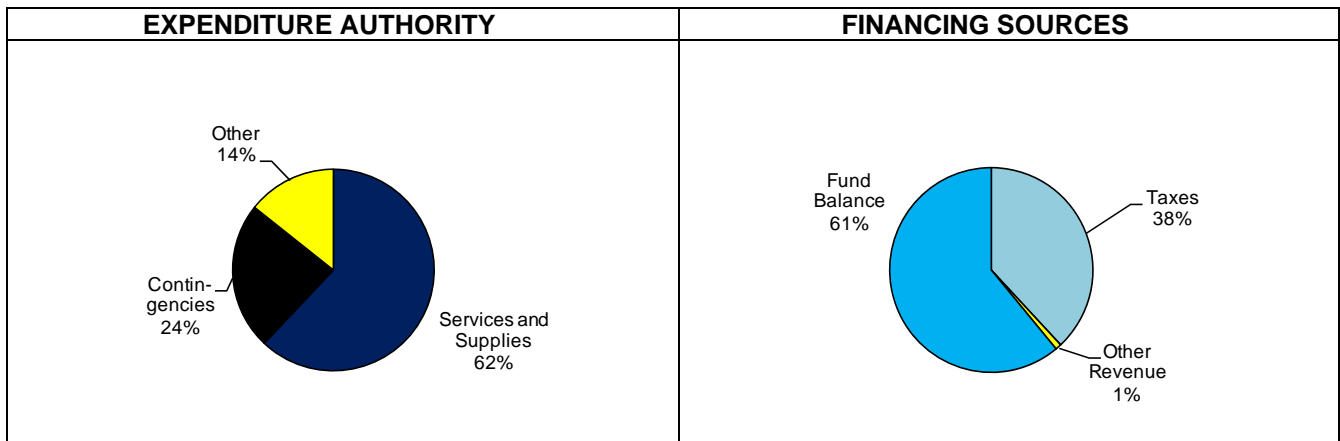 EXPENDITURE AUTHORITY
Other
14%
Contin-
gencies
24%
Services and
Supplies
62%
FINANCING SOURCES
Fund
Balance
61%
Taxes
38%
Other
Revenue
1%